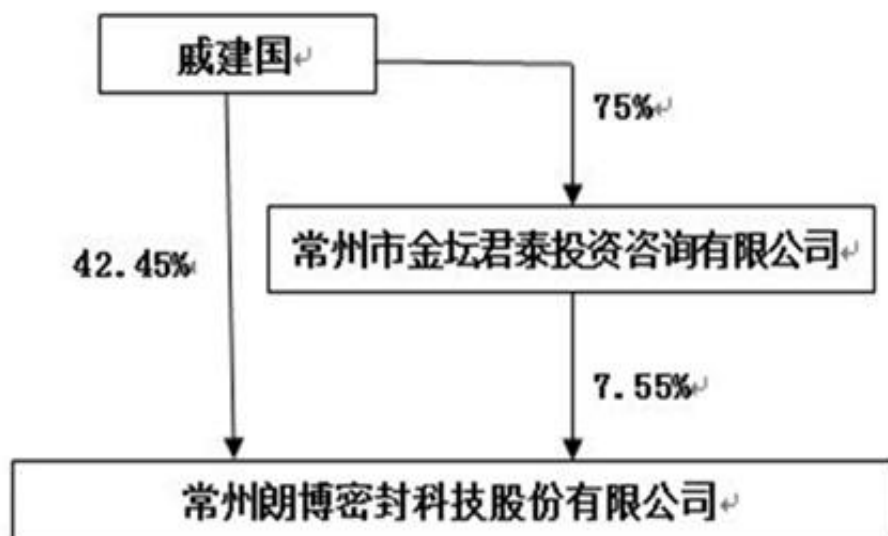 戚建国
75%
常州市金坛君泰投资咨询有限公司
42.45%
7.55%
常州朗博密封科技股份有限公司